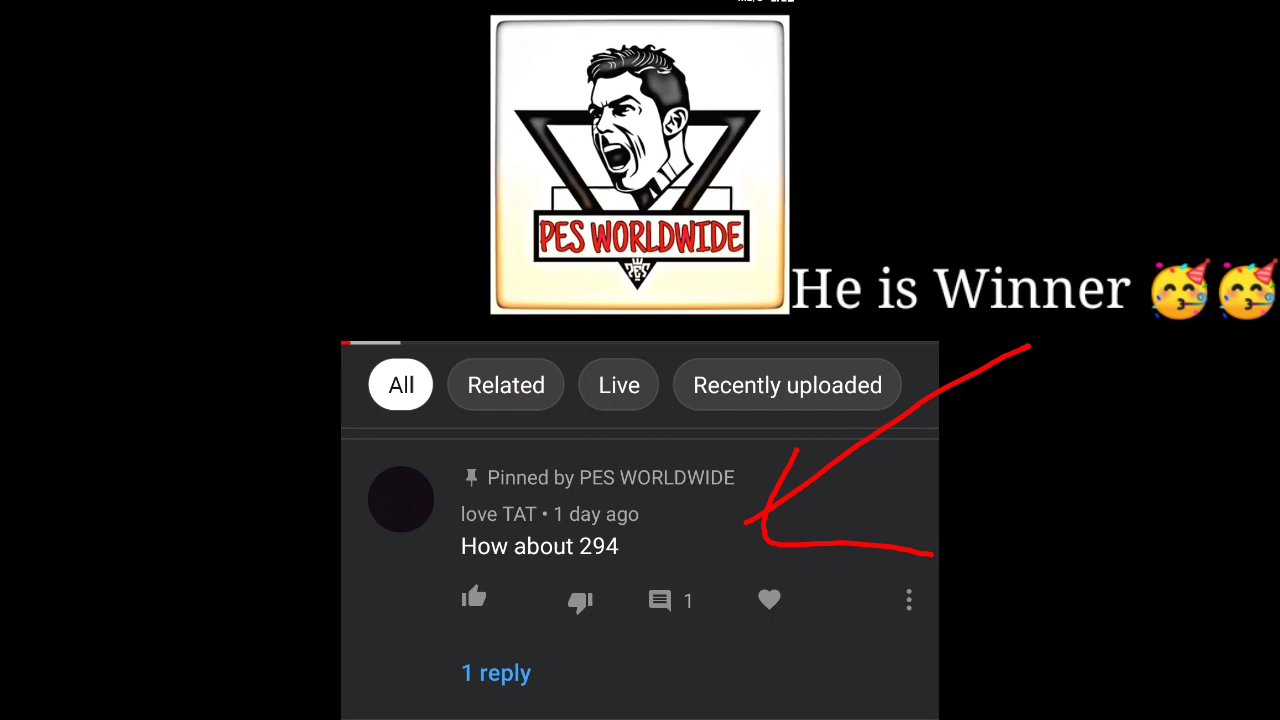 PES WORLDWIDE
He is Winner 🥳🥳
All
Related
Live
Recently uploaded
Pinned by PES WORLDWIDE
love TAT • 1 day ago
How about 294
1
1 reply